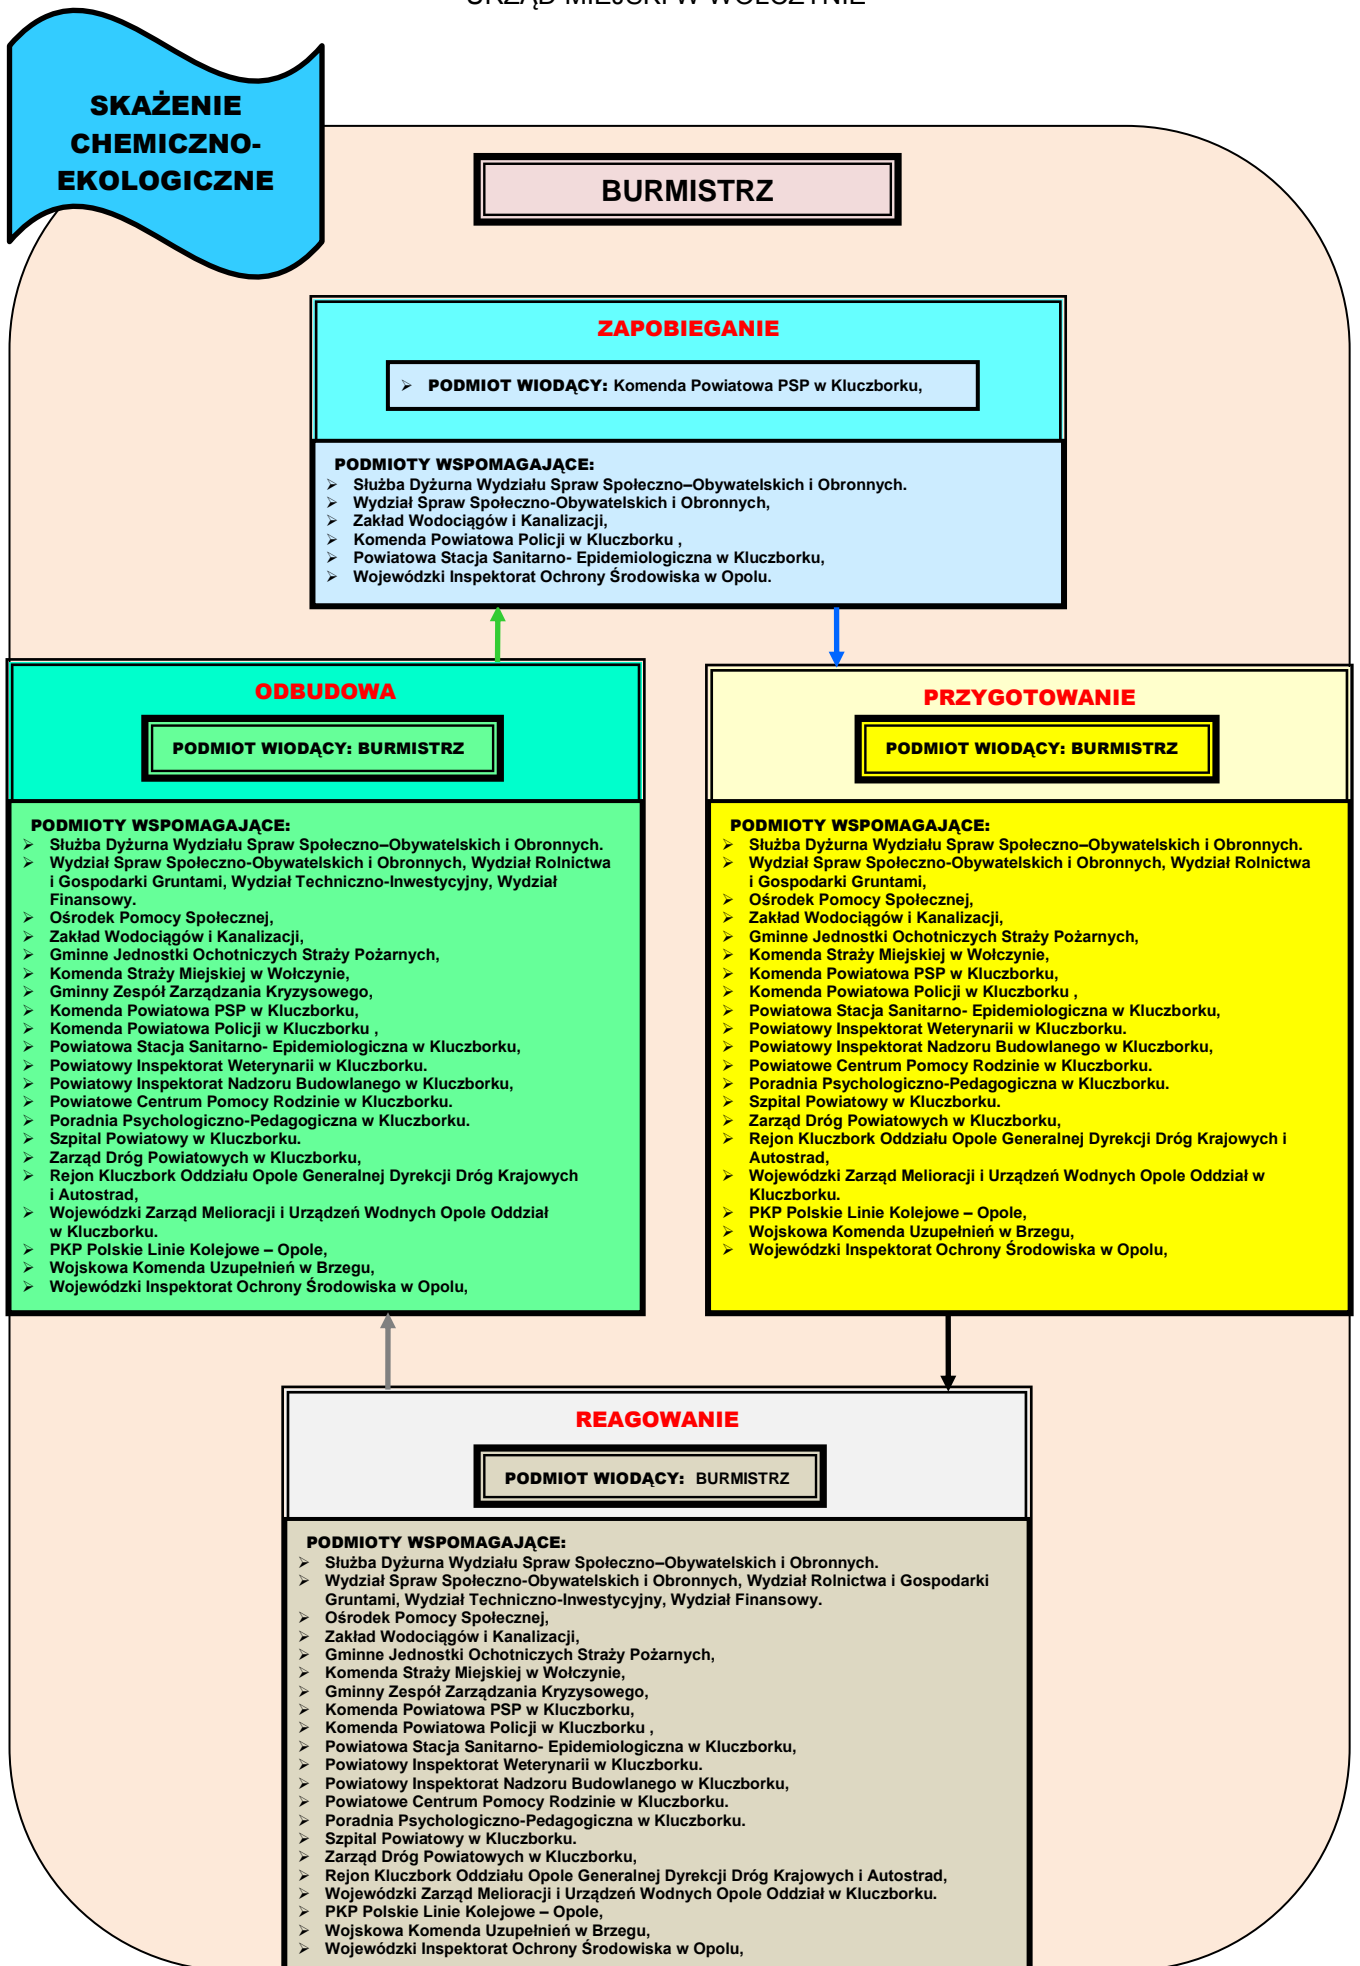 URZĄD MIEJSKI W WOŁCZYNIE
SKAŻENIE
CHEMICZNO-
EKOLOGICZNE
BURMISTRZ
ZAPOBIEGANIE
➢ PODMIOT WIODĄCY: Komenda Powiatowa PSP w Kluczborku,
PODMIOTY WSPOMAGAJĄCE:
➢ Służba Dyżurna Wydziału Spraw Społeczno–Obywatelskich i Obronnych.
➢ Wydział Spraw Społeczno-Obywatelskich i Obronnych,
➢ Zakład Wodociągów i Kanalizacji,
➢ Komenda Powiatowa Policji w Kluczborku ,
➢ Powiatowa Stacja Sanitarno- Epidemiologiczna w Kluczborku,
➢ Wojewódzki Inspektorat Ochrony Środowiska w Opolu.
ODBUDOWA
PODMIOT WIODĄCY: BURMISTRZ
PODMIOTY WSPOMAGAJĄCE:
➢ Służba Dyżurna Wydziału Spraw Społeczno–Obywatelskich i Obronnych.
➢ Wydział Spraw Społeczno-Obywatelskich i Obronnych, Wydział Rolnictwa
i Gospodarki Gruntami, Wydział Techniczno-Inwestycyjny, Wydział
Finansowy.
➢ Ośrodek Pomocy Społecznej,
➢ Zakład Wodociągów i Kanalizacji,
➢ Gminne Jednostki Ochotniczych Straży Pożarnych,
➢ Komenda Straży Miejskiej w Wołczynie,
➢ Gminny Zespół Zarządzania Kryzysowego,
➢ Komenda Powiatowa PSP w Kluczborku,
➢ Komenda Powiatowa Policji w Kluczborku ,
➢ Powiatowa Stacja Sanitarno- Epidemiologiczna w Kluczborku,
➢ Powiatowy Inspektorat Weterynarii w Kluczborku.
➢ Powiatowy Inspektorat Nadzoru Budowlanego w Kluczborku,
➢ Powiatowe Centrum Pomocy Rodzinie w Kluczborku.
➢ Poradnia Psychologiczno-Pedagogiczna w Kluczborku.
➢ Szpital Powiatowy w Kluczborku.
➢ Zarząd Dróg Powiatowych w Kluczborku,
➢ Rejon Kluczbork Oddziału Opole Generalnej Dyrekcji Dróg Krajowych
i Autostrad,
➢ Wojewódzki Zarząd Melioracji i Urządzeń Wodnych Opole Oddział
w Kluczborku.
➢ PKP Polskie Linie Kolejowe – Opole,
➢ Wojskowa Komenda Uzupełnień w Brzegu,
➢ Wojewódzki Inspektorat Ochrony Środowiska w Opolu,
PRZYGOTOWANIE
PODMIOT WIODĄCY: BURMISTRZ
PODMIOTY WSPOMAGAJĄCE:
➢ Służba Dyżurna Wydziału Spraw Społeczno–Obywatelskich i Obronnych.
➢ Wydział Spraw Społeczno-Obywatelskich i Obronnych, Wydział Rolnictwa
i Gospodarki Gruntami,
➢ Ośrodek Pomocy Społecznej,
➢ Zakład Wodociągów i Kanalizacji,
➢ Gminne Jednostki Ochotniczych Straży Pożarnych,
➢ Komenda Straży Miejskiej w Wołczynie,
➢ Komenda Powiatowa PSP w Kluczborku,
➢ Komenda Powiatowa Policji w Kluczborku ,
➢ Powiatowa Stacja Sanitarno- Epidemiologiczna w Kluczborku,
➢ Powiatowy Inspektorat Weterynarii w Kluczborku.
➢ Powiatowy Inspektorat Nadzoru Budowlanego w Kluczborku,
➢ Powiatowe Centrum Pomocy Rodzinie w Kluczborku.
➢ Poradnia Psychologiczno-Pedagogiczna w Kluczborku.
➢ Szpital Powiatowy w Kluczborku.
➢ Zarząd Dróg Powiatowych w Kluczborku,
➢ Rejon Kluczbork Oddziału Opole Generalnej Dyrekcji Dróg Krajowych i
Autostrad,
➢ Wojewódzki Zarząd Melioracji i Urządzeń Wodnych Opole Oddział w
Kluczborku.
➢ PKP Polskie Linie Kolejowe – Opole,
➢ Wojskowa Komenda Uzupełnień w Brzegu,
➢ Wojewódzki Inspektorat Ochrony Środowiska w Opolu,
REAGOWANIE
PODMIOT WIODĄCY: BURMISTRZ
PODMIOTY WSPOMAGAJĄCE:
➢ Służba Dyżurna Wydziału Spraw Społeczno–Obywatelskich i Obronnych.
➢ Wydział Spraw Społeczno-Obywatelskich i Obronnych, Wydział Rolnictwa i Gospodarki
Gruntami, Wydział Techniczno-Inwestycyjny, Wydział Finansowy.
➢ Ośrodek Pomocy Społecznej,
➢ Zakład Wodociągów i Kanalizacji,
➢ Gminne Jednostki Ochotniczych Straży Pożarnych,
➢ Komenda Straży Miejskiej w Wołczynie,
➢ Gminny Zespół Zarządzania Kryzysowego,
➢ Komenda Powiatowa PSP w Kluczborku,
➢ Komenda Powiatowa Policji w Kluczborku ,
➢ Powiatowa Stacja Sanitarno- Epidemiologiczna w Kluczborku,
➢ Powiatowy Inspektorat Weterynarii w Kluczborku.
➢ Powiatowy Inspektorat Nadzoru Budowlanego w Kluczborku,
➢ Powiatowe Centrum Pomocy Rodzinie w Kluczborku.
➢ Poradnia Psychologiczno-Pedagogiczna w Kluczborku.
➢ Szpital Powiatowy w Kluczborku.
➢ Zarząd Dróg Powiatowych w Kluczborku,
➢ Rejon Kluczbork Oddziału Opole Generalnej Dyrekcji Dróg Krajowych i Autostrad,
➢ Wojewódzki Zarząd Melioracji i Urządzeń Wodnych Opole Oddział w Kluczborku.
➢ PKP Polskie Linie Kolejowe – Opole,
➢ Wojskowa Komenda Uzupełnień w Brzegu,
➢ Wojewódzki Inspektorat Ochrony Środowiska w Opolu,